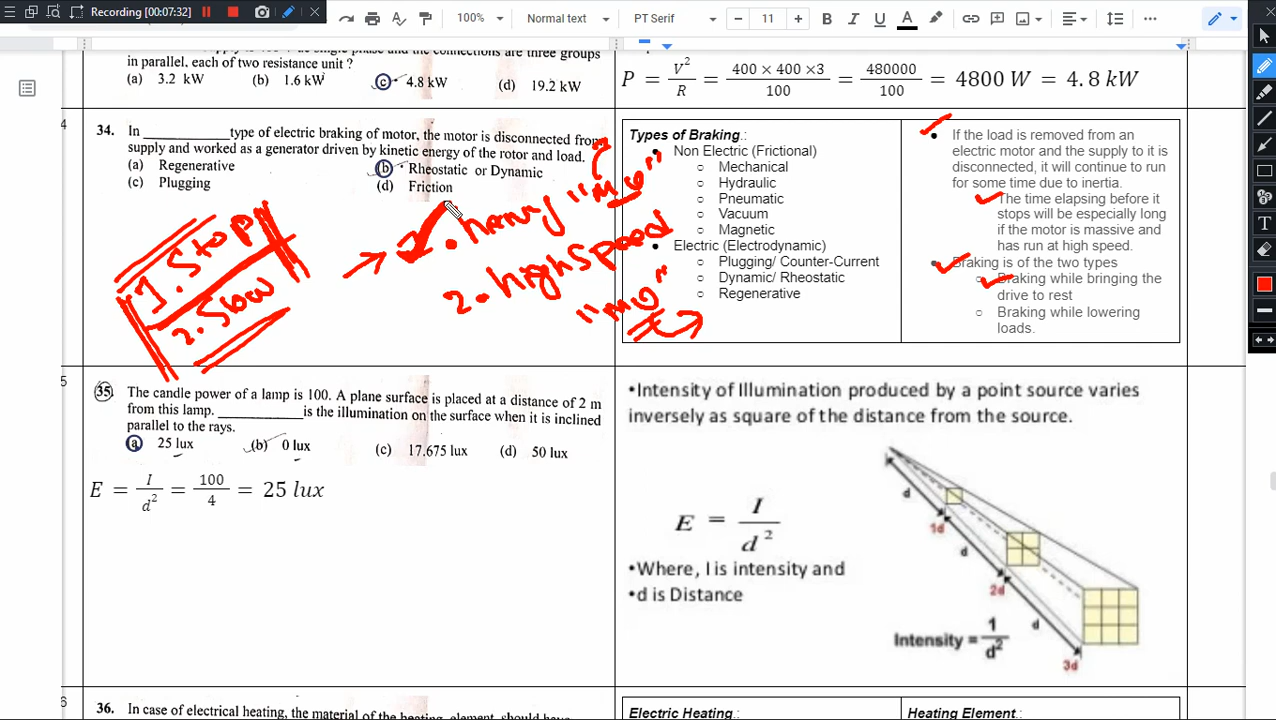 Recording [00:07:32]
100%
Normal text
PT Serif
11
B I U A
in parallel, each of two resistance unit ?
(a) 3.2 kW (b) 1.6 kW (c) 4.8 kW (d) 19.2 kW
P = V² / R = 400 × 400 ×3 / 100 = 480000 / 100 = 4800 W = 4.8 kW
4
34. In ____________type of electric braking of motor, the motor is disconnected from
supply and worked as a generator driven by kinetic energy of the rotor and load.
(a) Regenerative (b) Rheostatic or Dynamic
(c) Plugging (d) Friction
1. Stop
2. Slow
. heavy "mv"
2. high speed
"mv"
Types of Braking.:
• Non Electric (Frictional)
○ Mechanical
○ Hydraulic
○ Pneumatic
○ Vacuum
○ Magnetic
• Electric (Electrodynamic)
○ Plugging/ Counter-Current
○ Dynamic/ Rheostatic
○ Regenerative
• If the load is removed from an
electric motor and the supply to it is
disconnected, it will continue to run
for some time due to inertia.
The time elapsing before it
stops will be especially long
if the motor is massive and
has run at high speed.
Braking is of the two types
Braking while bringing the
drive to rest
○ Braking while lowering
loads.
5
35. The candle power of a lamp is 100. A plane surface is placed at a distance of 2 m
from this lamp. ____________is the illumination on the surface when it is inclined
parallel to the rays.
(a) 25 lux (b) 0 lux (c) 17.675 lux (d) 50 lux
E = I / d² = 100 / 4 = 25 lux
•Intensity of Illumination produced by a point source varies
inversely as square of the distance from the source.
E = I / d²
•Where, I is intensity and
•d is Distance
d
1d
d
2d
d
3d
Intensity = 1 / d²
6
36. In case of electrical heating, the material of the heating element, should have
Electric Heating.:
Heating Element.: